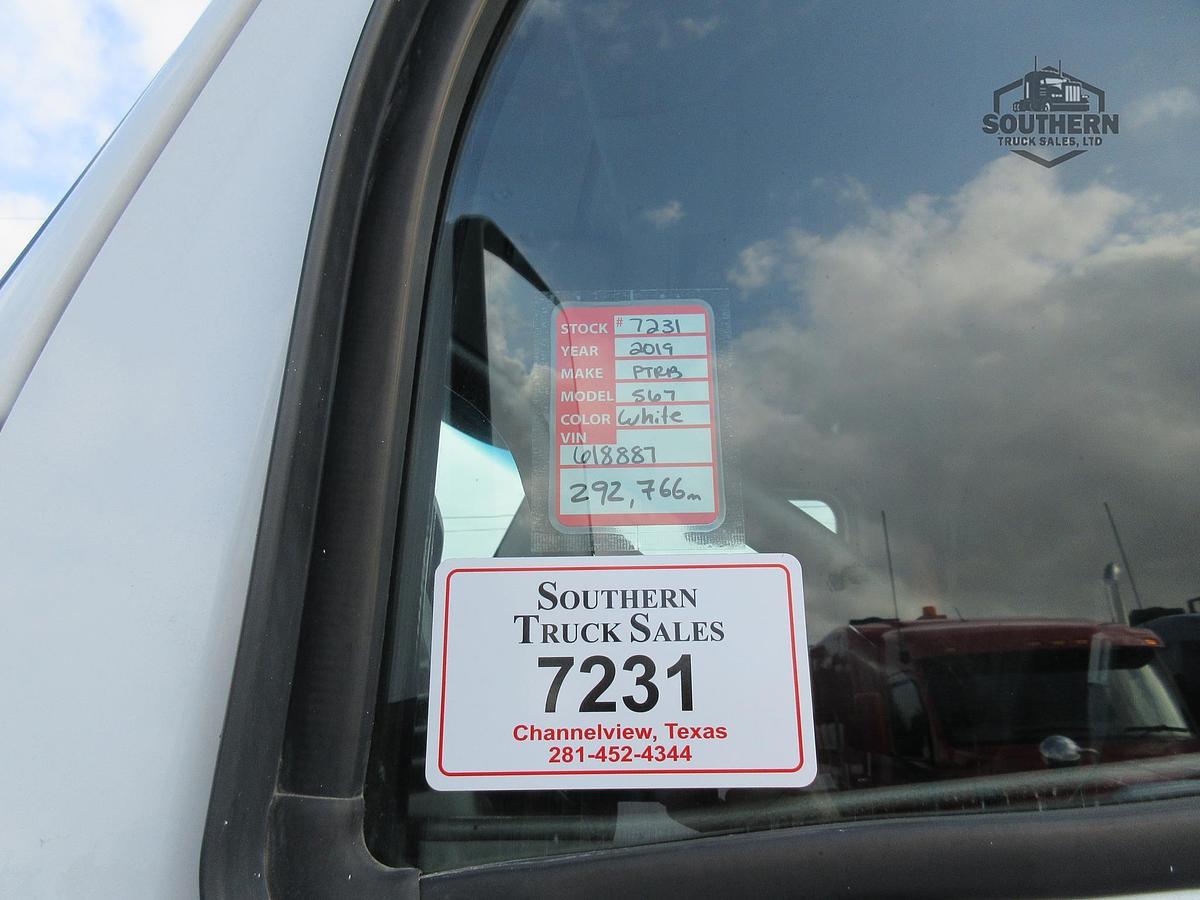 SOUTHERN
TRUCK SALES, LTD
STOCK # 7231
YEAR 2019
MAKE PTRB
MODEL 567
COLOR White
VIN
618887
292,766m
SOUTHERN
TRUCK SALES
7231
Channelview, Texas
281-452-4344